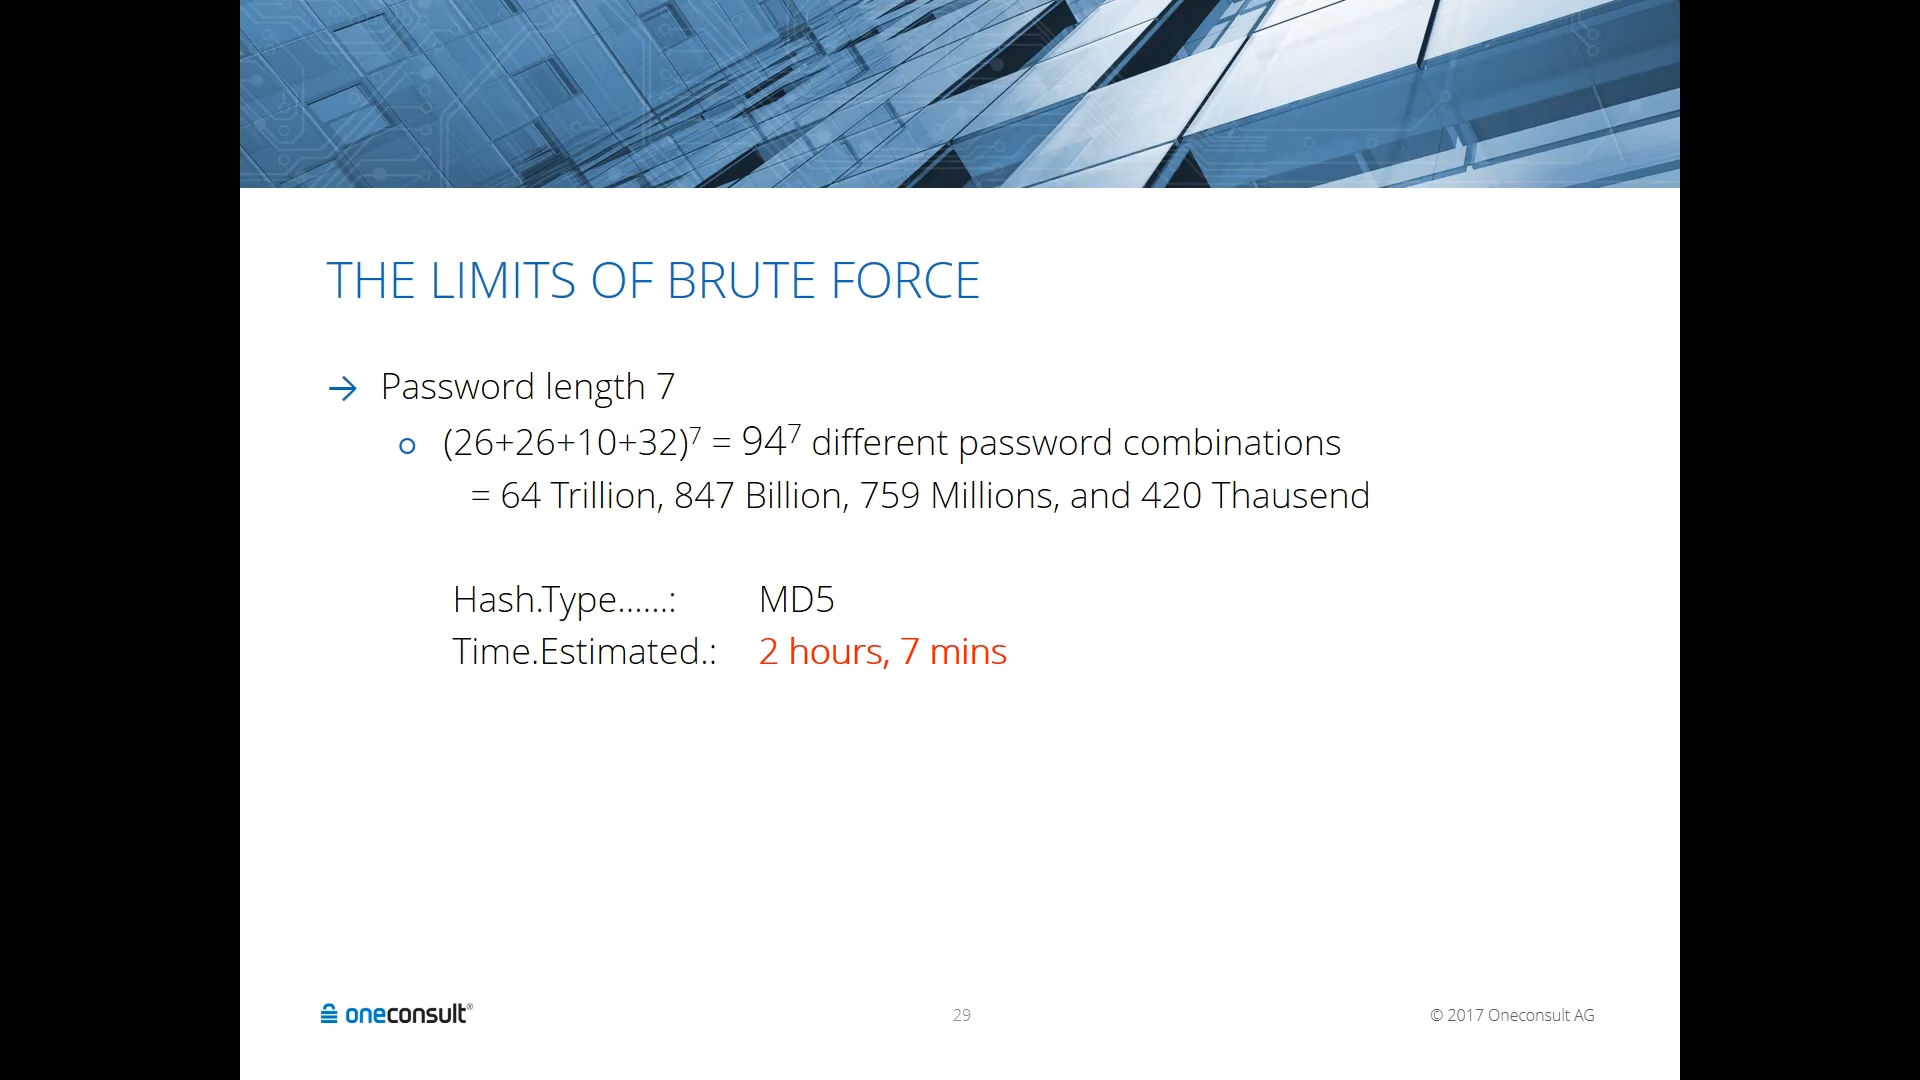 THE LIMITS OF BRUTE FORCE
→ Password length 7
(26+26+10+32)⁷ = 94⁷ different password combinations
= 64 Trillion, 847 Billion, 759 Millions, and 420 Thausend
Hash.Type......: MD5
Time.Estimated.: 2 hours, 7 mins
oneconsult®
29
© 2017 Oneconsult AG